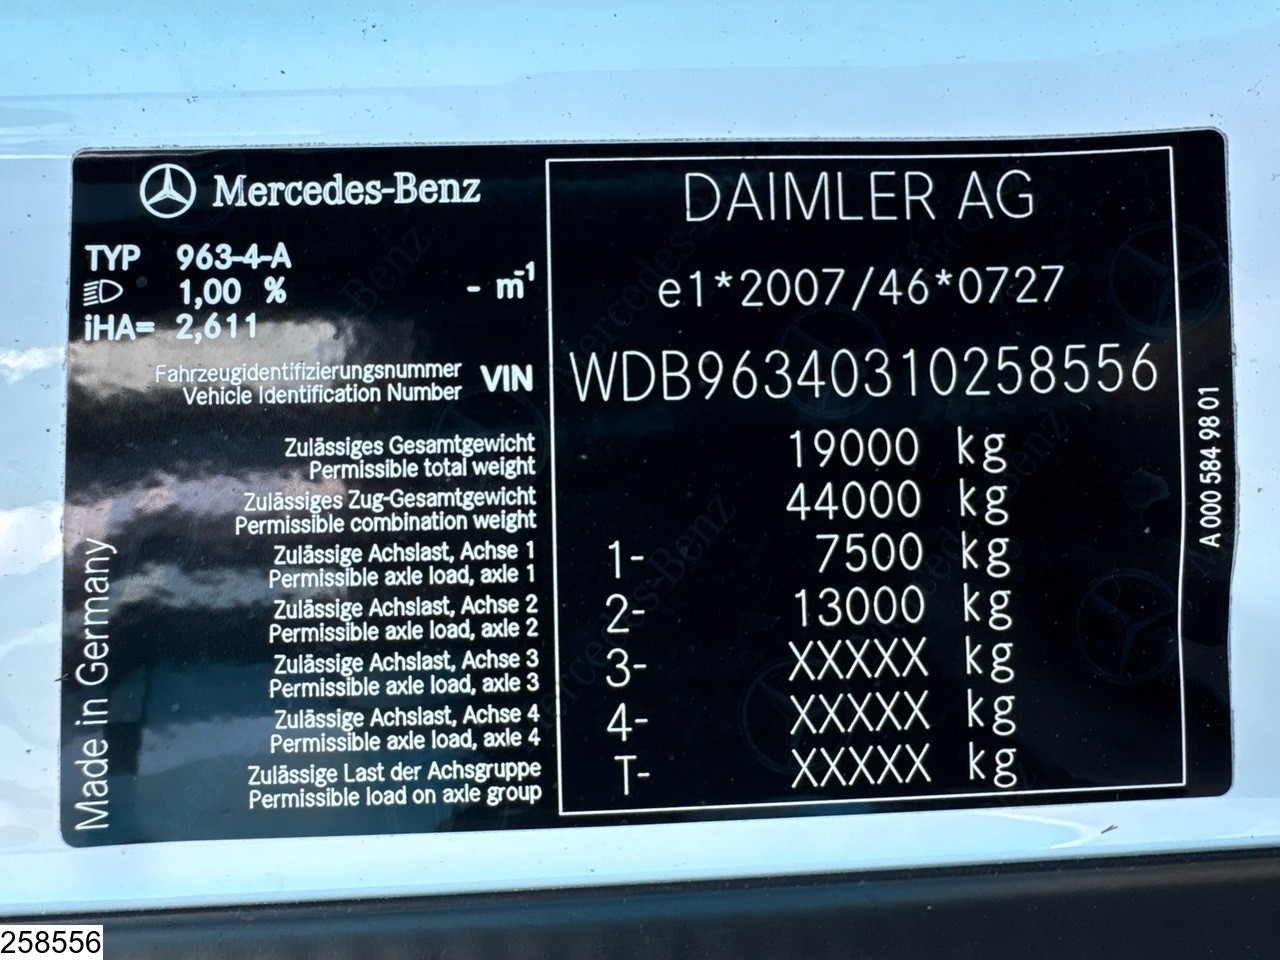 Mercedes-Benz
TYP 963-4-A
1,00 % - m⁻¹
iHA= 2,611
DAIMLER AG
e1*2007/46*0727
Fahrzeugidentifizierungsnummer
Vehicle Identification Number
VIN WDB96340310258556
Zulässiges Gesamtgewicht
Permissible total weight
19000 kg
Zulässiges Zug-Gesamtgewicht
Permissible combination weight
44000 kg
Zulässige Achslast, Achse 1
Permissible axle load, axle 1
1- 7500 kg
Zulässige Achslast, Achse 2
Permissible axle load, axle 2
2- 13000 kg
Zulässige Achslast, Achse 3
Permissible axle load, axle 3
3- XXXXX kg
Zulässige Achslast, Achse 4
Permissible axle load, axle 4
4- XXXXX kg
Zulässige Last der Achsgruppe
Permissible load on axle group
T- XXXXX kg
Made in Germany
A 000 584 98 01
258556